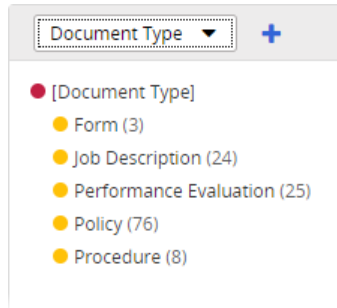 Document Type
[Document Type]
Form (3)
Job Description (24)
Performance Evaluation (25)
Policy (76)
Procedure (8)